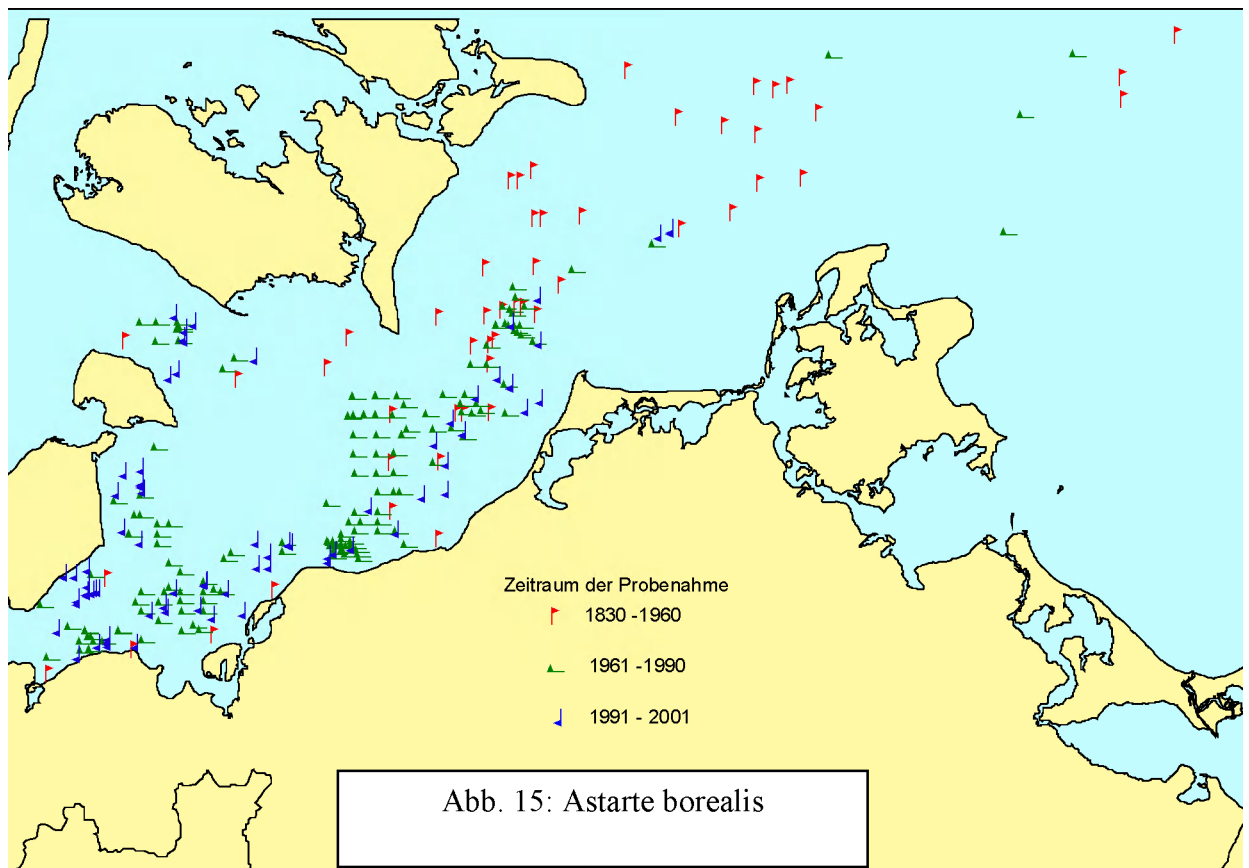 Zeitraum der Probenahme
1830 -1960
1961 -1990
1991 - 2001
Abb. 15: Astarte borealis